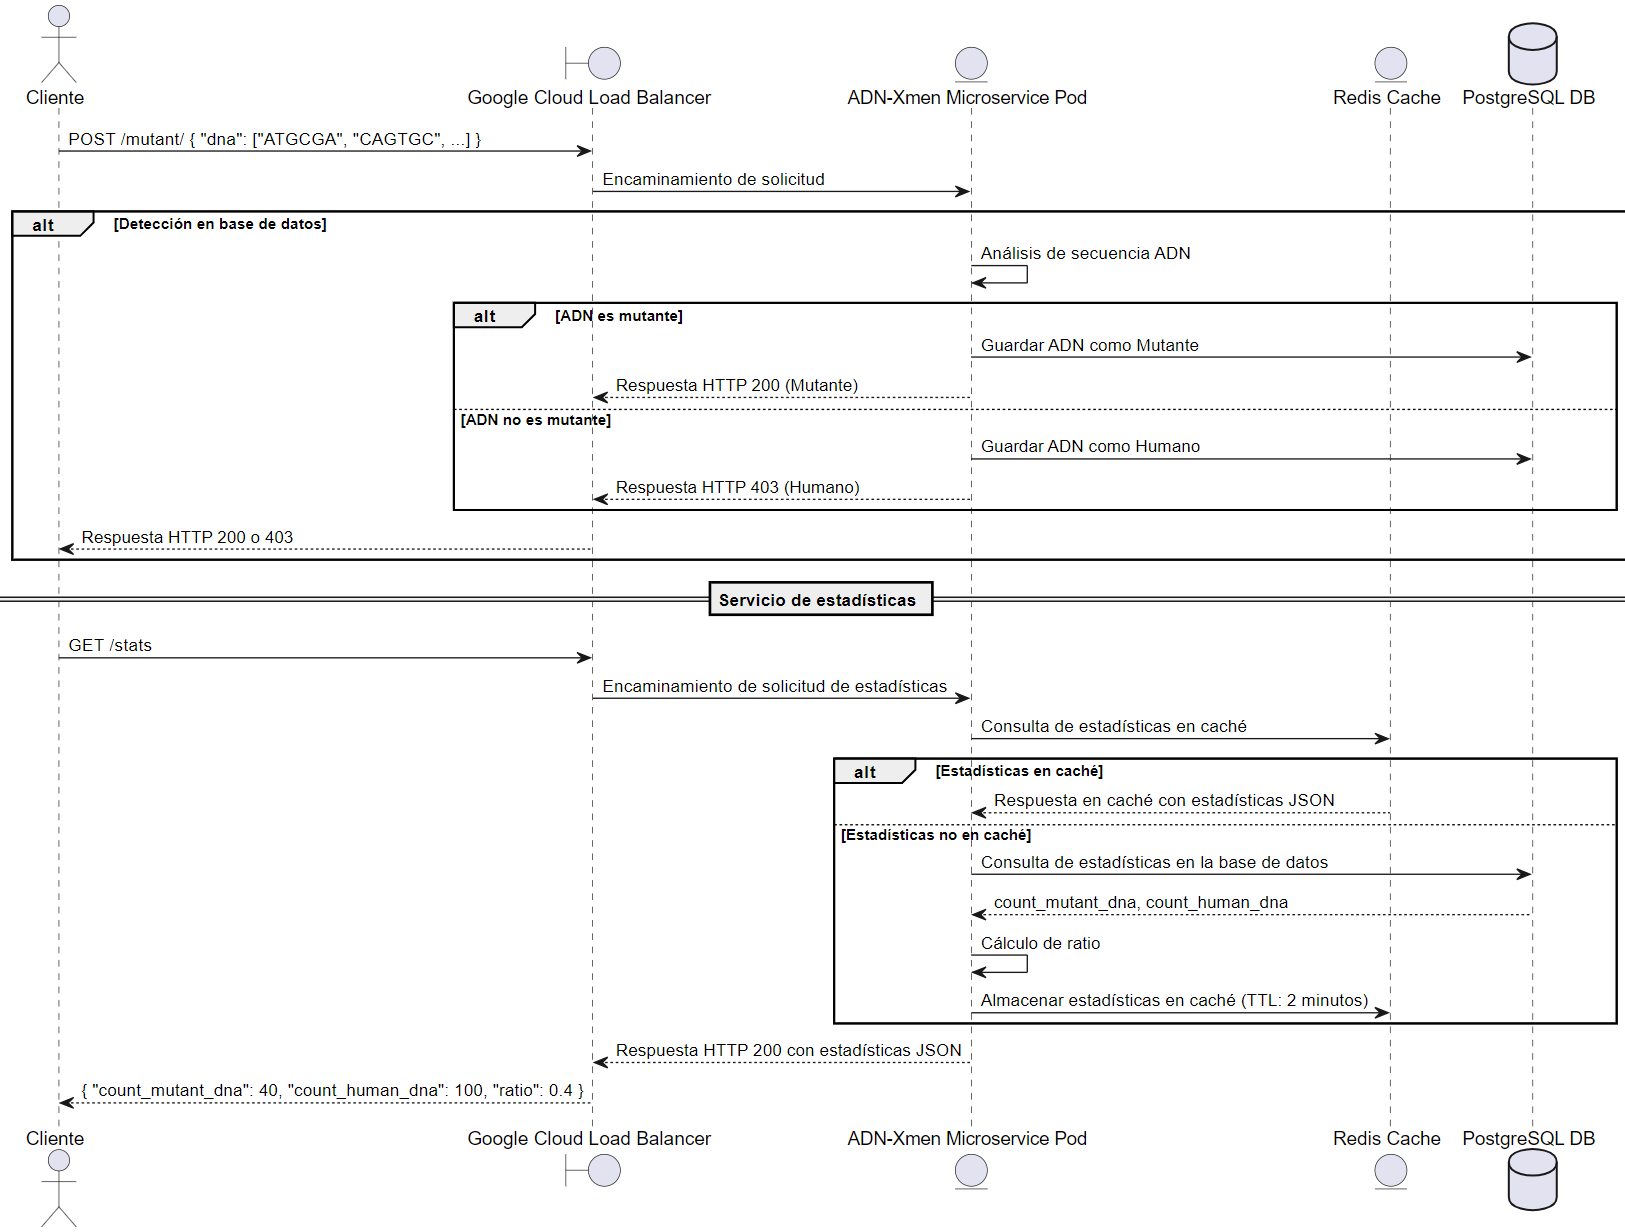 Cliente
Google Cloud Load Balancer
ADN-Xmen Microservice Pod
Redis Cache
PostgreSQL DB
POST /mutant/ { "dna": ["ATGCGA", "CAGTGC", ...] }
Encaminamiento de solicitud
alt
[Detección en base de datos]
Análisis de secuencia ADN
alt
[ADN es mutante]
Guardar ADN como Mutante
Respuesta HTTP 200 (Mutante)
[ADN no es mutante]
Guardar ADN como Humano
Respuesta HTTP 403 (Humano)
Respuesta HTTP 200 o 403
Servicio de estadísticas
GET /stats
Encaminamiento de solicitud de estadísticas
Consulta de estadísticas en caché
alt
[Estadísticas en caché]
Respuesta en caché con estadísticas JSON
[Estadísticas no en caché]
Consulta de estadísticas en la base de datos
count_mutant_dna, count_human_dna
Cálculo de ratio
Almacenar estadísticas en caché (TTL: 2 minutos)
Respuesta HTTP 200 con estadísticas JSON
{ "count_mutant_dna": 40, "count_human_dna": 100, "ratio": 0.4 }
Cliente
Google Cloud Load Balancer
ADN-Xmen Microservice Pod
Redis Cache
PostgreSQL DB